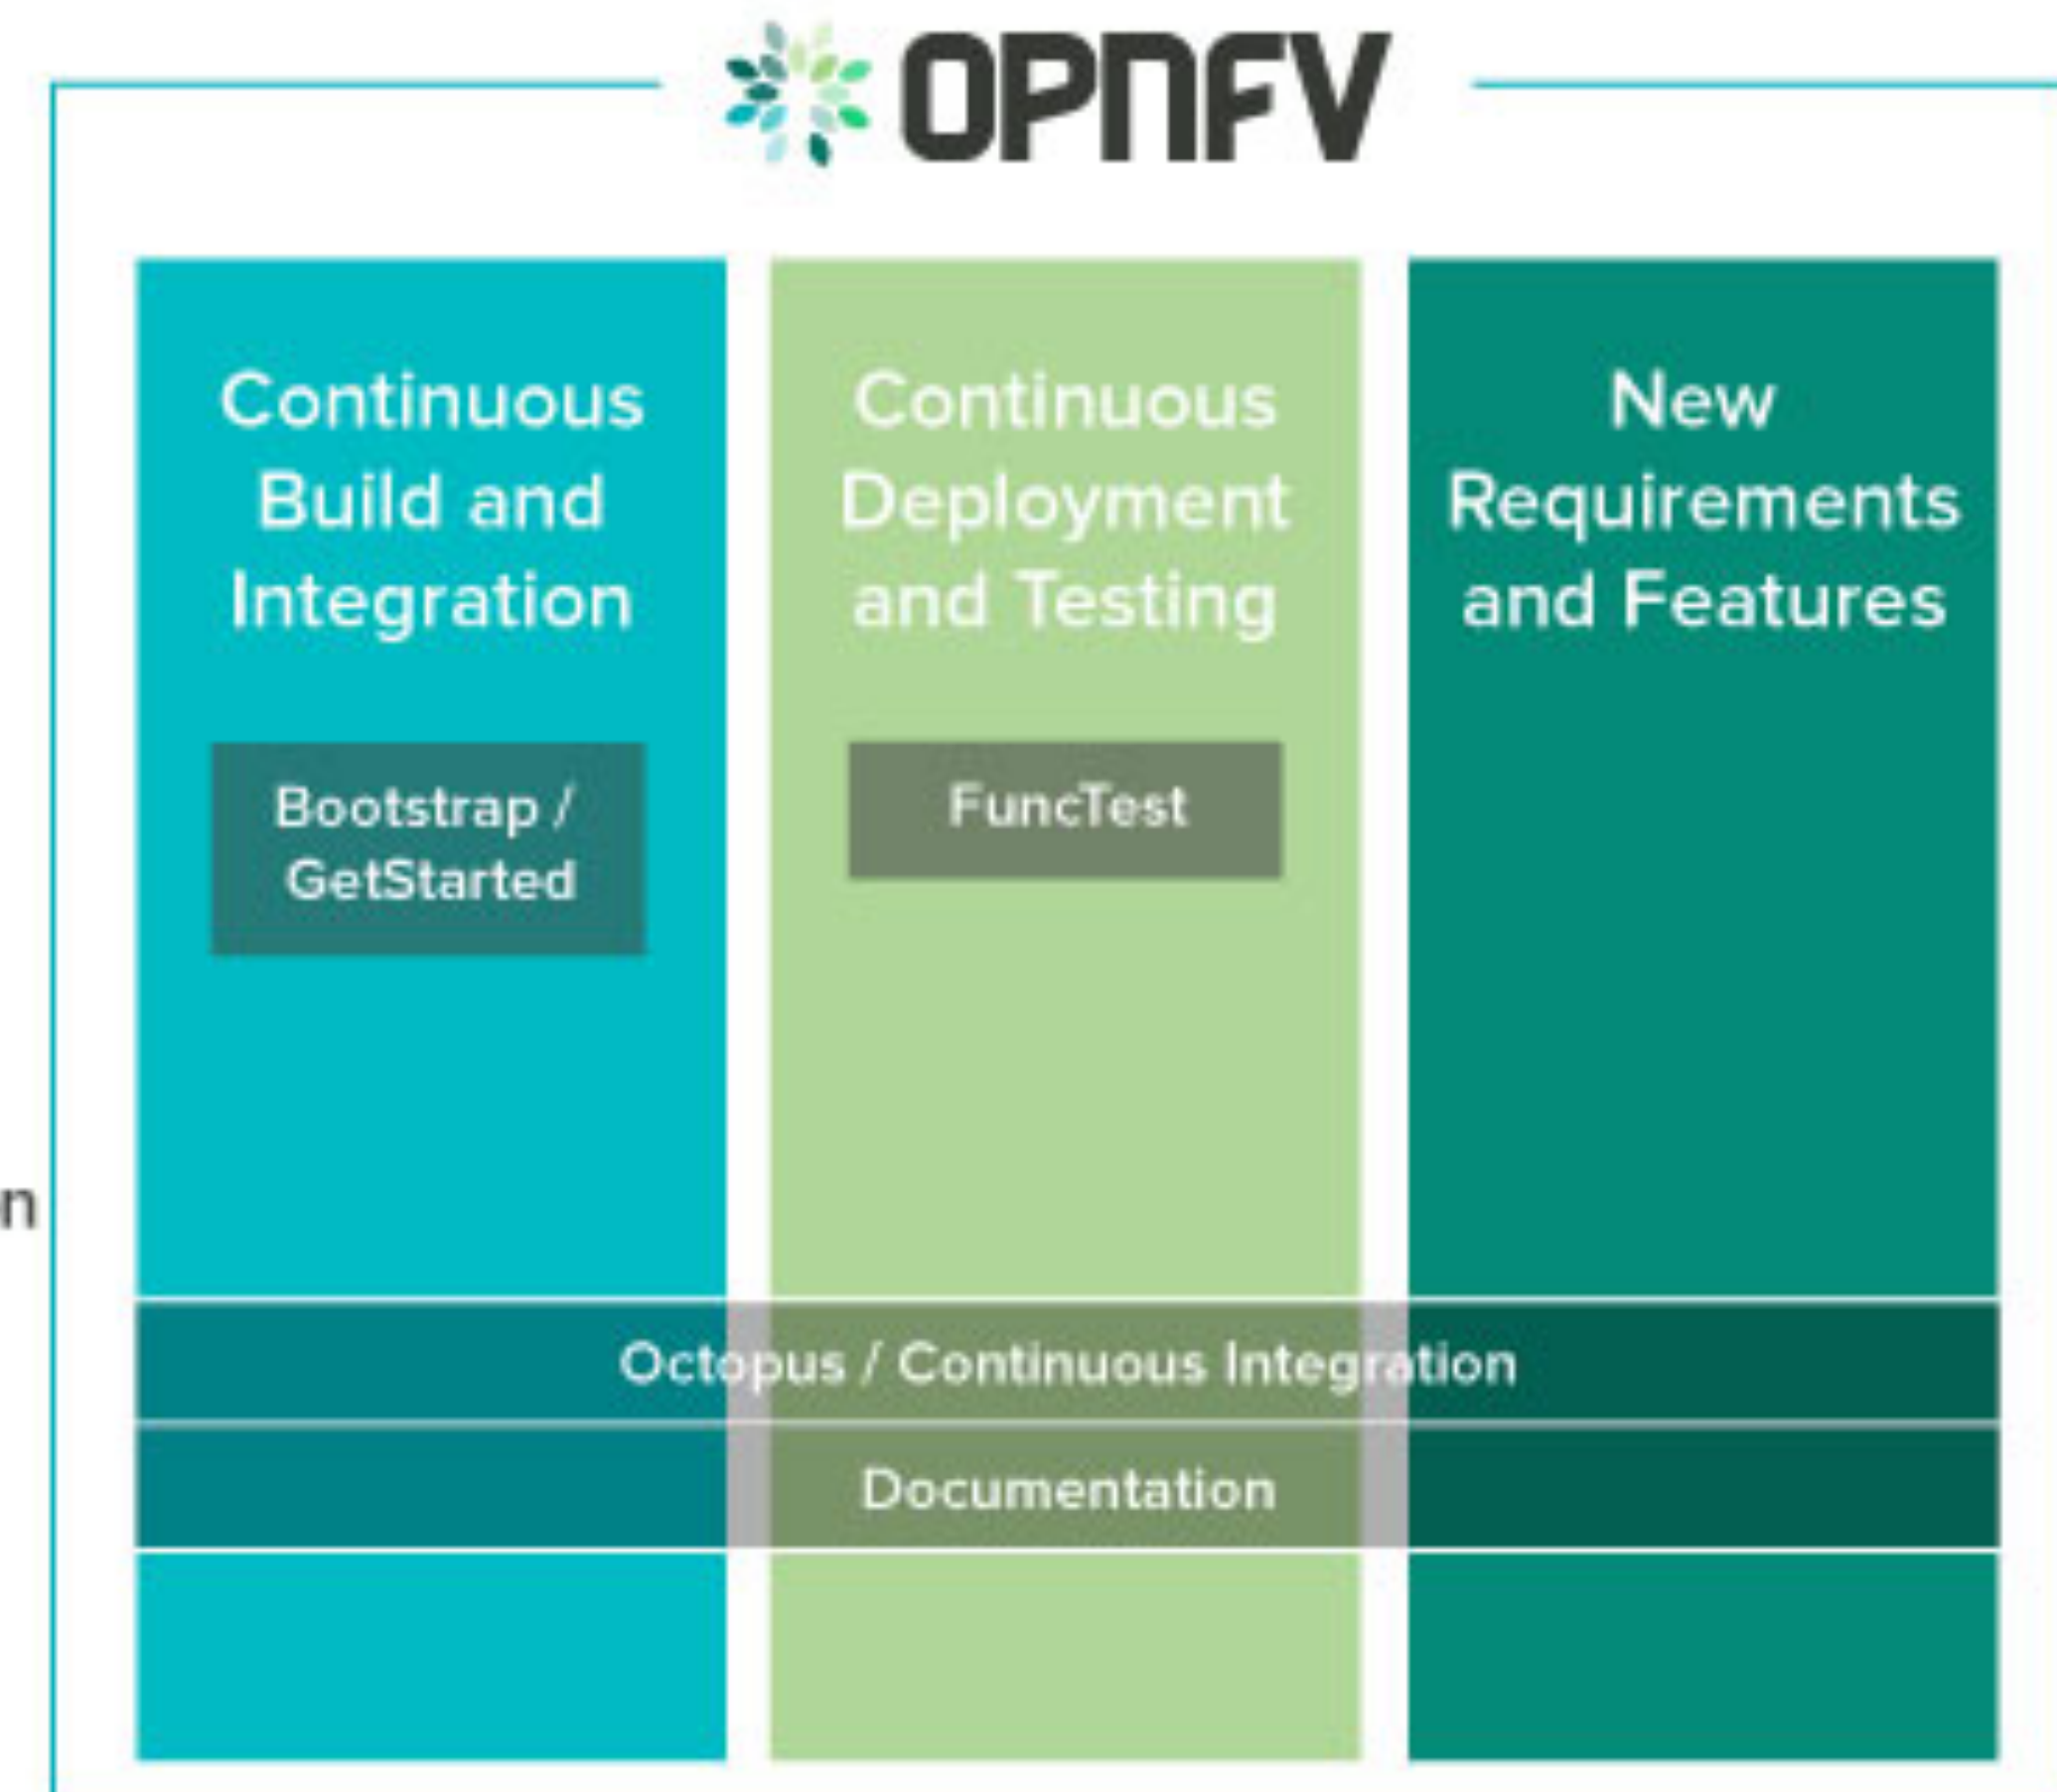 OPNFV
Continuous
Build and
Integration
Continuous
Deployment
and Testing
New
Requirements
and Features
Bootstrap /
GetStarted
FuncTest
n
Octopus / Continuous Integration
Documentation